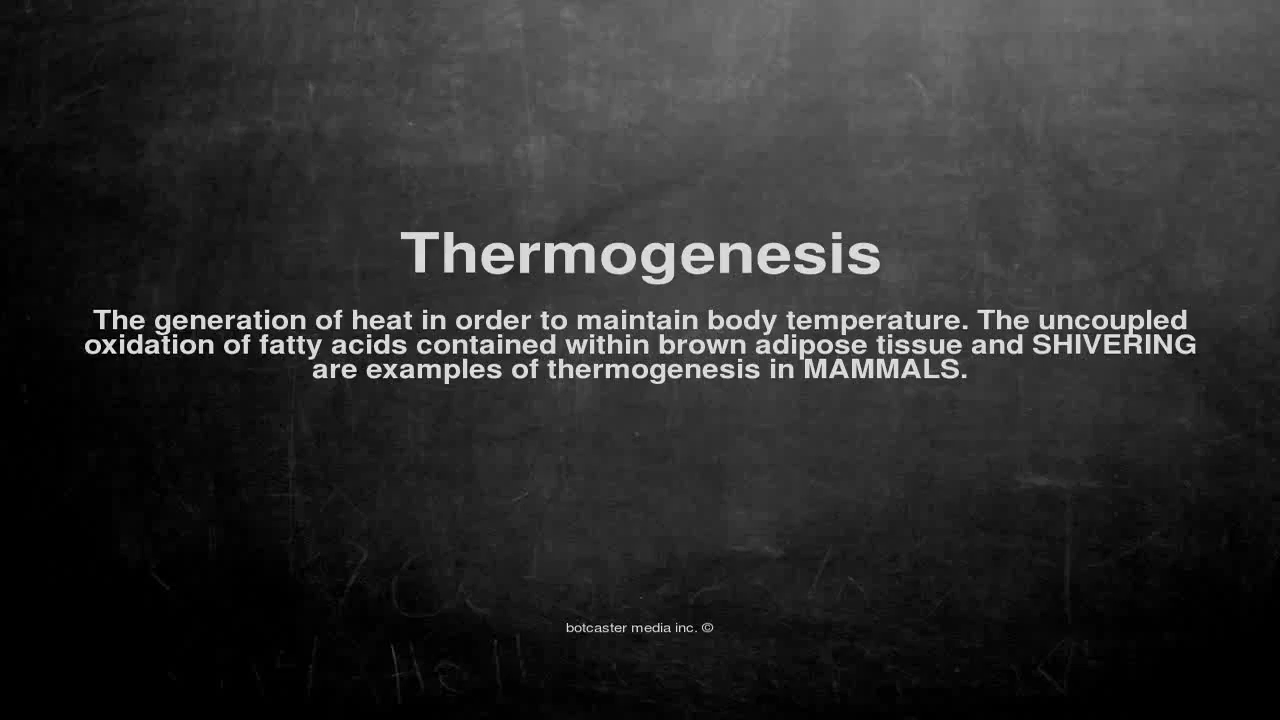 Thermogenesis
The generation of heat in order to maintain body temperature. The uncoupled
oxidation of fatty acids contained within brown adipose tissue and SHIVERING
are examples of thermogenesis in MAMMALS.
botcaster media inc. ©